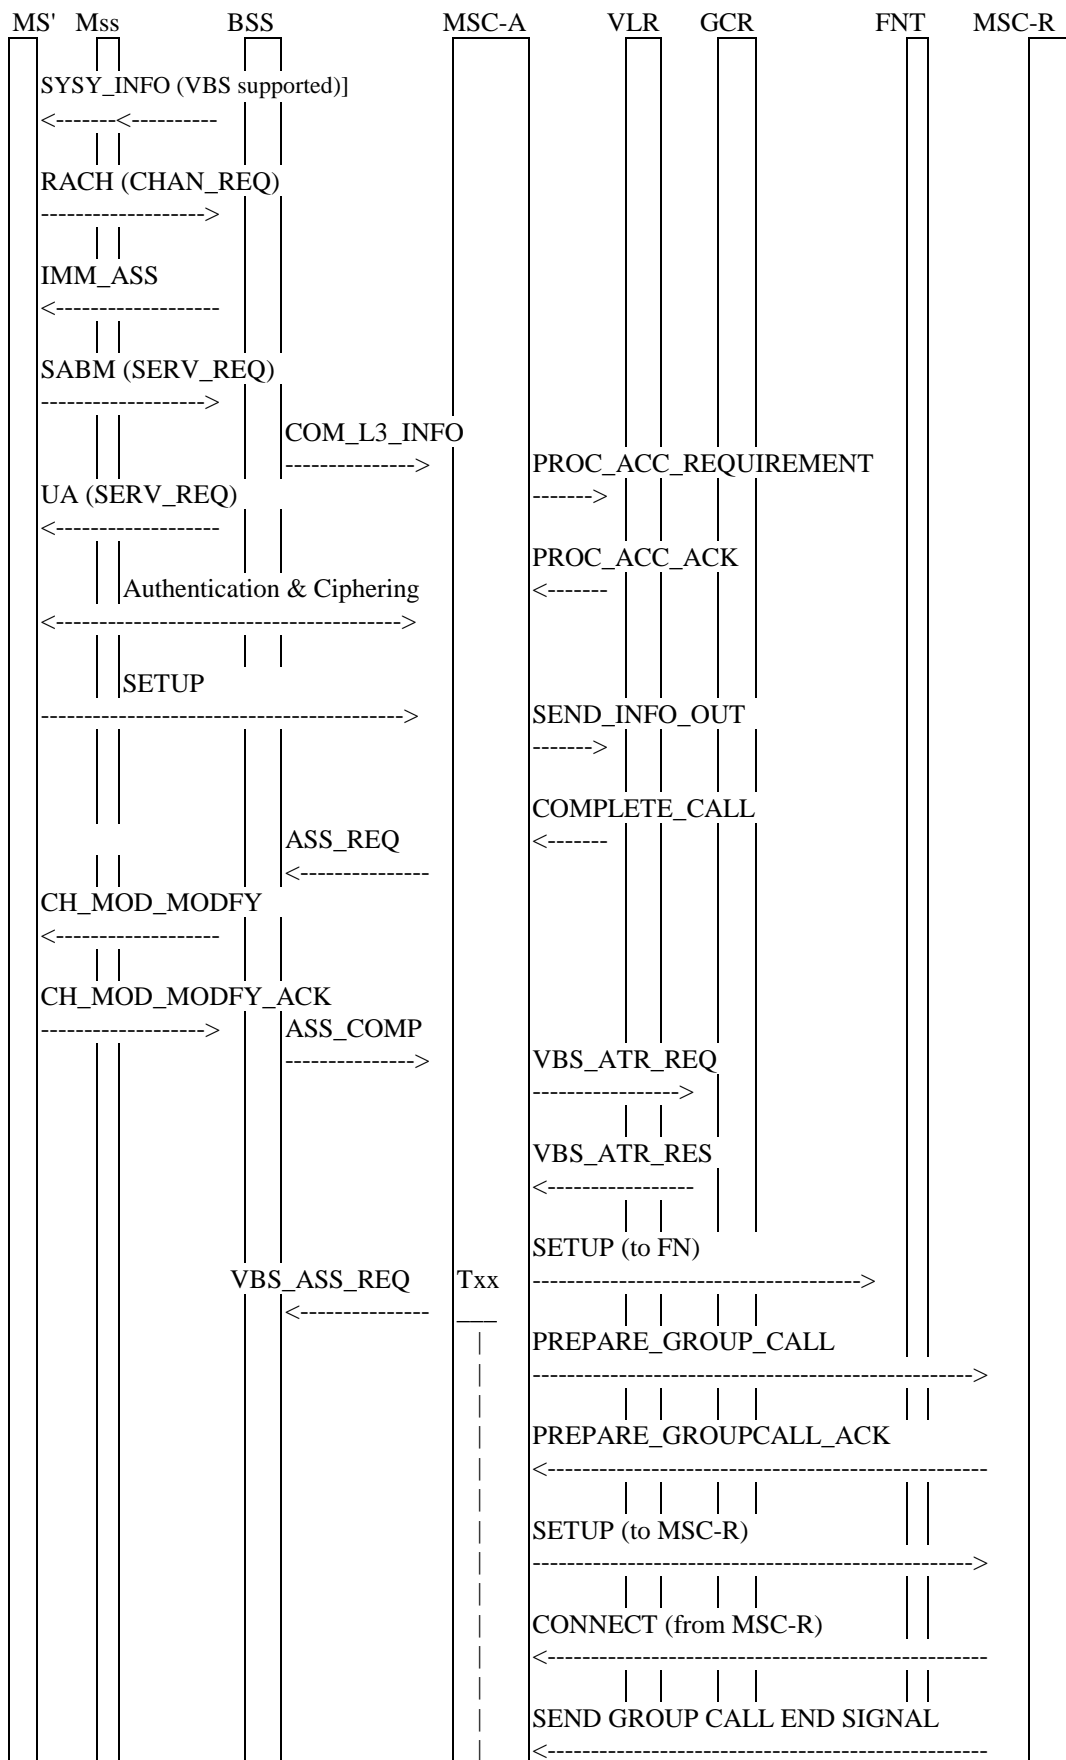 MS' Mss BSS MSC-A VLR GCR FNT MSC-R
SYSY_INFO (VBS supported)]
<-------<----------
RACH (CHAN_REQ)
------------------->
IMM_ASS
<-------------------
SABM (SERV_REQ)
------------------->
COM_L3_INFO
---------------> PROC_ACC_REQUIREMENT
UA (SERV_REQ) ------->
<-------------------
PROC_ACC_ACK
Authentication & Ciphering <-------
<---------------------------------------->
SETUP
------------------------------------------> SEND_INFO_OUT
------->
COMPLETE_CALL
ASS_REQ <-------
<---------------
CH_MOD_MODFY
<-------------------
CH_MOD_MODFY_ACK
-------------------> ASS_COMP
---------------> VBS_ATR_REQ
----------------->
VBS_ATR_RES
<-----------------
SETUP (to FN)
VBS_ASS_REQ Txx -------------------------------------->
<--------------- ___
PREPARE_GROUP_CALL
--------------------------------------------------->
PREPARE_GROUPCALL_ACK
<---------------------------------------------------
SETUP (to MSC-R)
--------------------------------------------------->
CONNECT (from MSC-R)
<---------------------------------------------------
SEND GROUP CALL END SIGNAL
<---------------------------------------------------